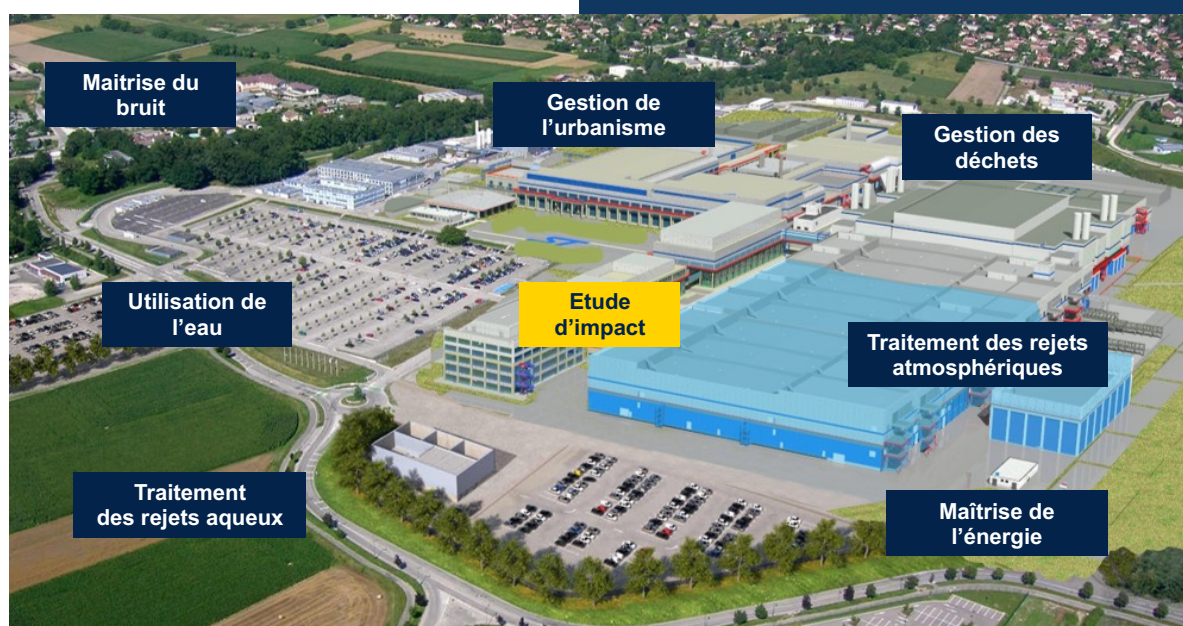 Maitrise du
bruit
Gestion de
l’urbanisme
Gestion des
déchets
Utilisation de
l’eau
Etude
d’impact
Traitement des rejets
atmosphériques
Traitement
des rejets aqueux
Maîtrise de
l’énergie